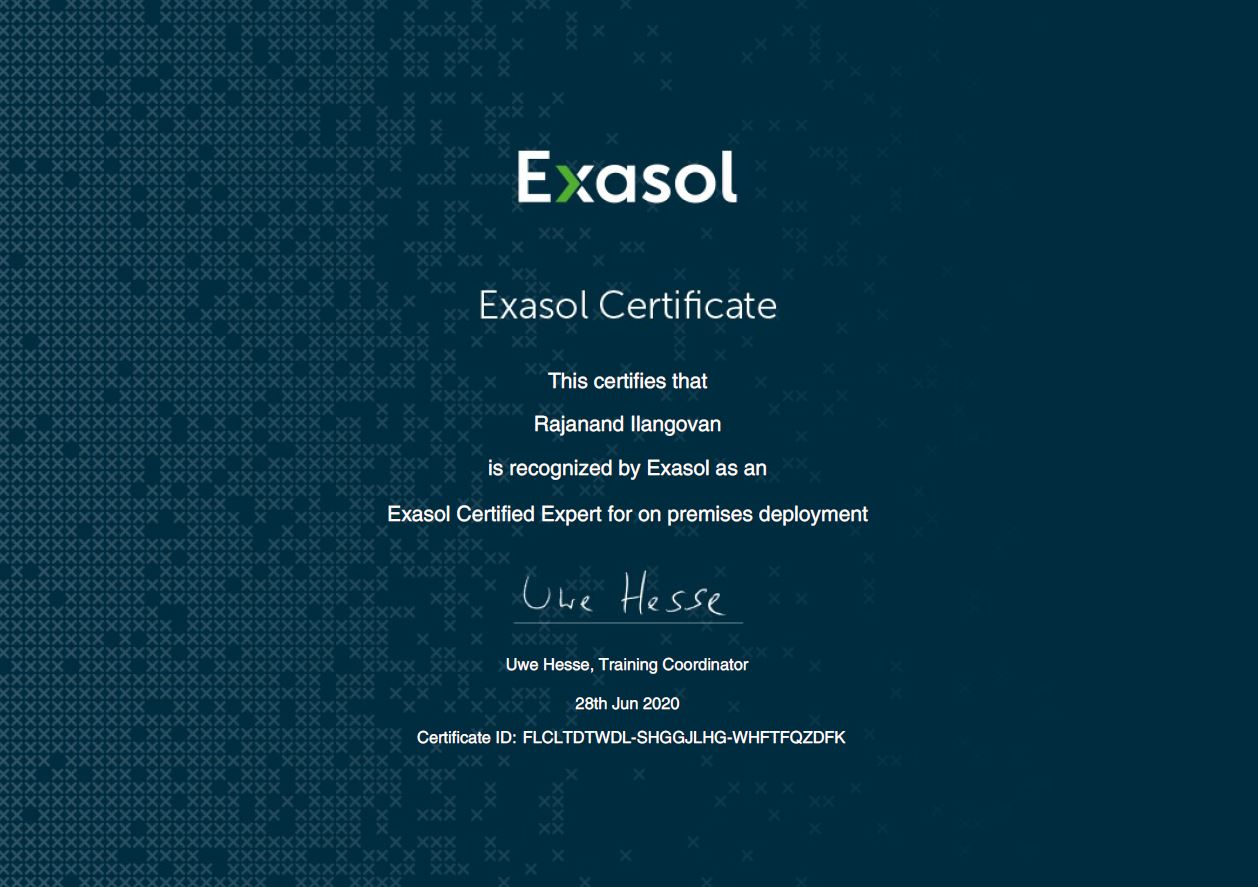 Exasol
Exasol Certificate
This certifies that
Rajanand Ilangovan
is recognized by Exasol as an
Exasol Certified Expert for on premises deployment
Uwe Hesse
Uwe Hesse, Training Coordinator
28th Jun 2020
Certificate ID: FLCLTDTWDL-SHGGJLHG-WHFTFQZDFK